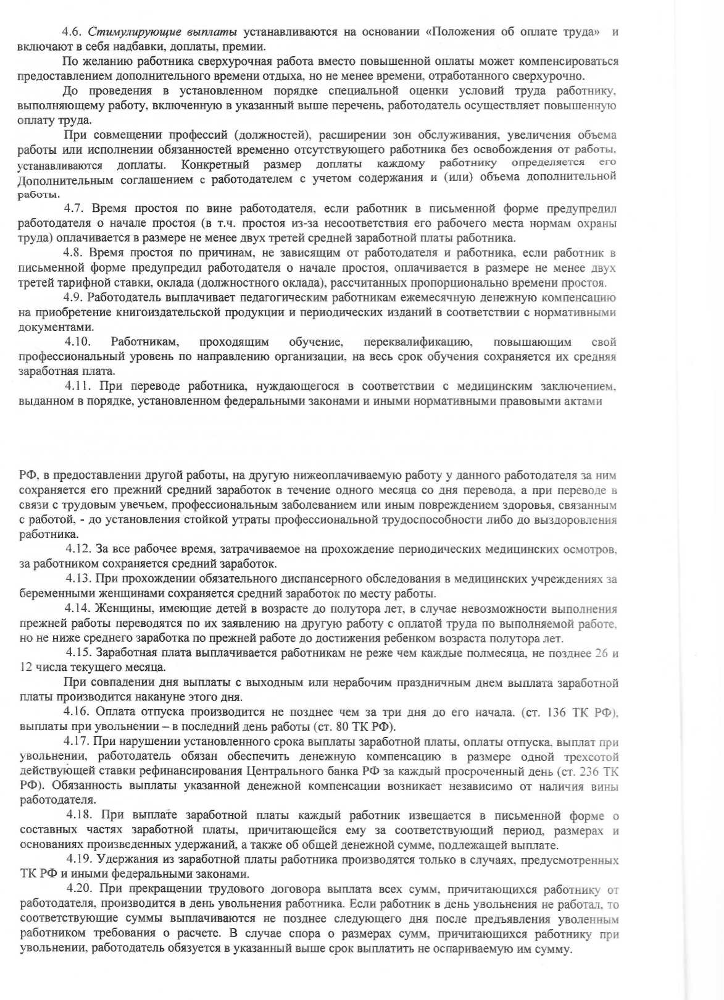 4.6. Стимулирующие выплаты устанавливаются на основании «Положения об оплате труда» и
включают в себя надбавки, доплаты, премии.
По желанию работника сверхурочная работа вместо повышенной оплаты может компенсироваться
предоставлением дополнительного времени отдыха, но не менее времени, отработанного сверхурочно.
До проведения в установленном порядке специальной оценки условий труда работнику,
выполняющему работу, включенную в указанный выше перечень, работодатель осуществляет повышенную
оплату труда.
При совмещении профессий (должностей), расширении зон обслуживания, увеличения объема
работы или исполнении обязанностей временно отсутствующего работника без освобождения от работы,
устанавливаются доплаты. Конкретный размер доплаты каждому работнику определяется его
Дополнительным соглашением с работодателем с учетом содержания и (или) объема дополнительной
работы.
4.7. Время простоя по вине работодателя, если работник в письменной форме предупредил
работодателя о начале простоя (в т.ч. простоя из-за несоответствия его рабочего места нормам охраны
труда) оплачивается в размере не менее двух третей средней заработной платы работника.
4.8. Время простоя по причинам, не зависящим от работодателя и работника, если работник в
письменной форме предупредил работодателя о начале простоя, оплачивается в размере не менее двух
третей тарифной ставки, оклада (должностного оклада), рассчитанных пропорционально времени простоя.
4.9. Работодатель выплачивает педагогическим работникам ежемесячную денежную компенсацию
на приобретение книгоиздательской продукции и периодических изданий в соответствии с нормативными
документами.
4.10. Работникам, проходящим обучение, переквалификацию, повышающим свой
профессиональный уровень по направлению организации, на весь срок обучения сохраняется их средняя
заработная плата.
4.11. При переводе работника, нуждающегося в соответствии с медицинским заключением,
выданном в порядке, установленном федеральными законами и иными нормативными правовыми актами
РФ, в предоставлении другой работы, на другую нижеоплачиваемую работу у данного работодателя за ним
сохраняется его прежний средний заработок в течение одного месяца со дня перевода, а при переводе в
связи с трудовым увечьем, профессиональным заболеванием или иным повреждением здоровья, связанным
с работой, - до установления стойкой утраты профессиональной трудоспособности либо до выздоровления
работника.
4.12. За все рабочее время, затрачиваемое на прохождение периодических медицинских осмотров,
за работником сохраняется средний заработок.
4.13. При прохождении обязательного диспансерного обследования в медицинских учреждениях за
беременными женщинами сохраняется средний заработок по месту работы.
4.14. Женщины, имеющие детей в возрасте до полутора лет, в случае невозможности выполнения
прежней работы переводятся по их заявлению на другую работу с оплатой труда по выполняемой работе,
но не ниже среднего заработка по прежней работе до достижения ребенком возраста полутора лет.
4.15. Заработная плата выплачивается работникам не реже чем каждые полмесяца, не позднее 26 и
12 числа текущего месяца.
При совпадении дня выплаты с выходным или нерабочим праздничным днем выплата заработной
платы производится накануне этого дня.
4.16. Оплата отпуска производится не позднее чем за три дня до его начала. (ст. 136 ТК РФ),
выплаты при увольнении – в последний день работы (ст. 80 ТК РФ).
4.17. При нарушении установленного срока выплаты заработной платы, оплаты отпуска, выплат при
увольнении, работодатель обязан обеспечить денежную компенсацию в размере одной трехсотой
действующей ставки рефинансирования Центрального банка РФ за каждый просроченный день (ст. 236 ТК
РФ). Обязанность выплаты указанной денежной компенсации возникает независимо от наличия вины
работодателя.
4.18. При выплате заработной платы каждый работник извещается в письменной форме о
составных частях заработной платы, причитающейся ему за соответствующий период, размерах и
основаниях произведенных удержаний, а также об общей денежной сумме, подлежащей выплате.
4.19. Удержания из заработной платы работника производятся только в случаях, предусмотренных
ТК РФ и иными федеральными законами.
4.20. При прекращении трудового договора выплата всех сумм, причитающихся работнику от
работодателя, производится в день увольнения работника. Если работник в день увольнения не работал, то
соответствующие суммы выплачиваются не позднее следующего дня после предъявления уволенным
работником требования о расчете. В случае спора о размерах сумм, причитающихся работнику при
увольнении, работодатель обязуется в указанный выше срок выплатить не оспариваемую им сумму.